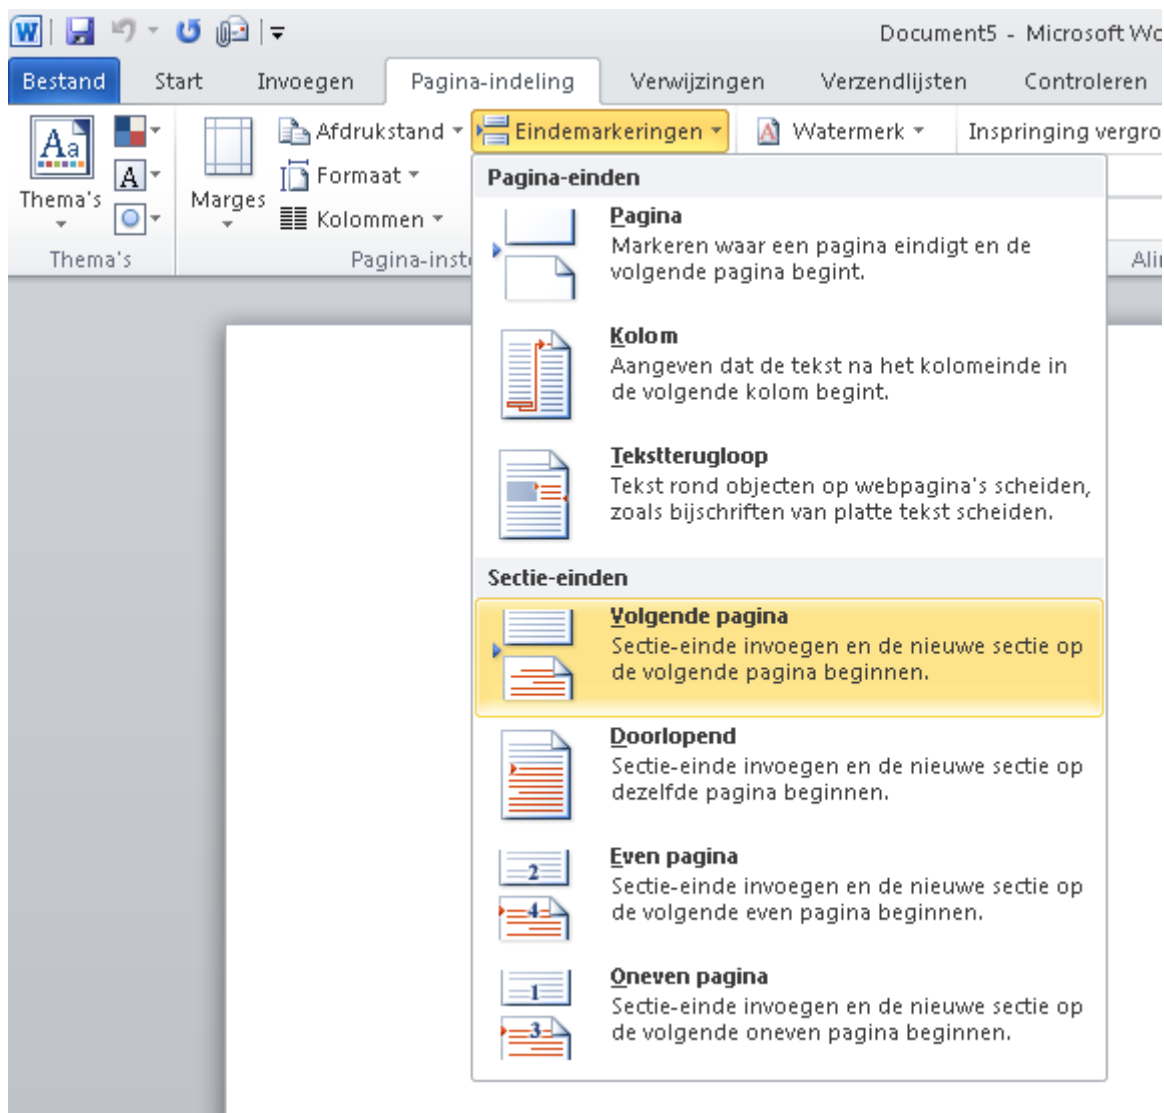 Document5 - Microsoft Wo
Bestand Start Invoegen Pagina-indeling Verwijzingen Verzendlijsten Controleren
Thema's
Marges
Afdrukstand
Formaat
Kolommen
Eindemarkeringen
Watermerk
Inspringing vergro
Thema's
Pagina-inste
Alin
Pagina-einden
Pagina
Markeren waar een pagina eindigt en de
volgende pagina begint.
Kolom
Aangeven dat de tekst na het kolomeinde in
de volgende kolom begint.
Tekstterugloop
Tekst rond objecten op webpagina's scheiden,
zoals bijschriften van platte tekst scheiden.
Sectie-einden
Volgende pagina
Sectie-einde invoegen en de nieuwe sectie op
de volgende pagina beginnen.
Doorlopend
Sectie-einde invoegen en de nieuwe sectie op
dezelfde pagina beginnen.
2
4
Even pagina
Sectie-einde invoegen en de nieuwe sectie op
de volgende even pagina beginnen.
1
3
Oneven pagina
Sectie-einde invoegen en de nieuwe sectie op
de volgende oneven pagina beginnen.